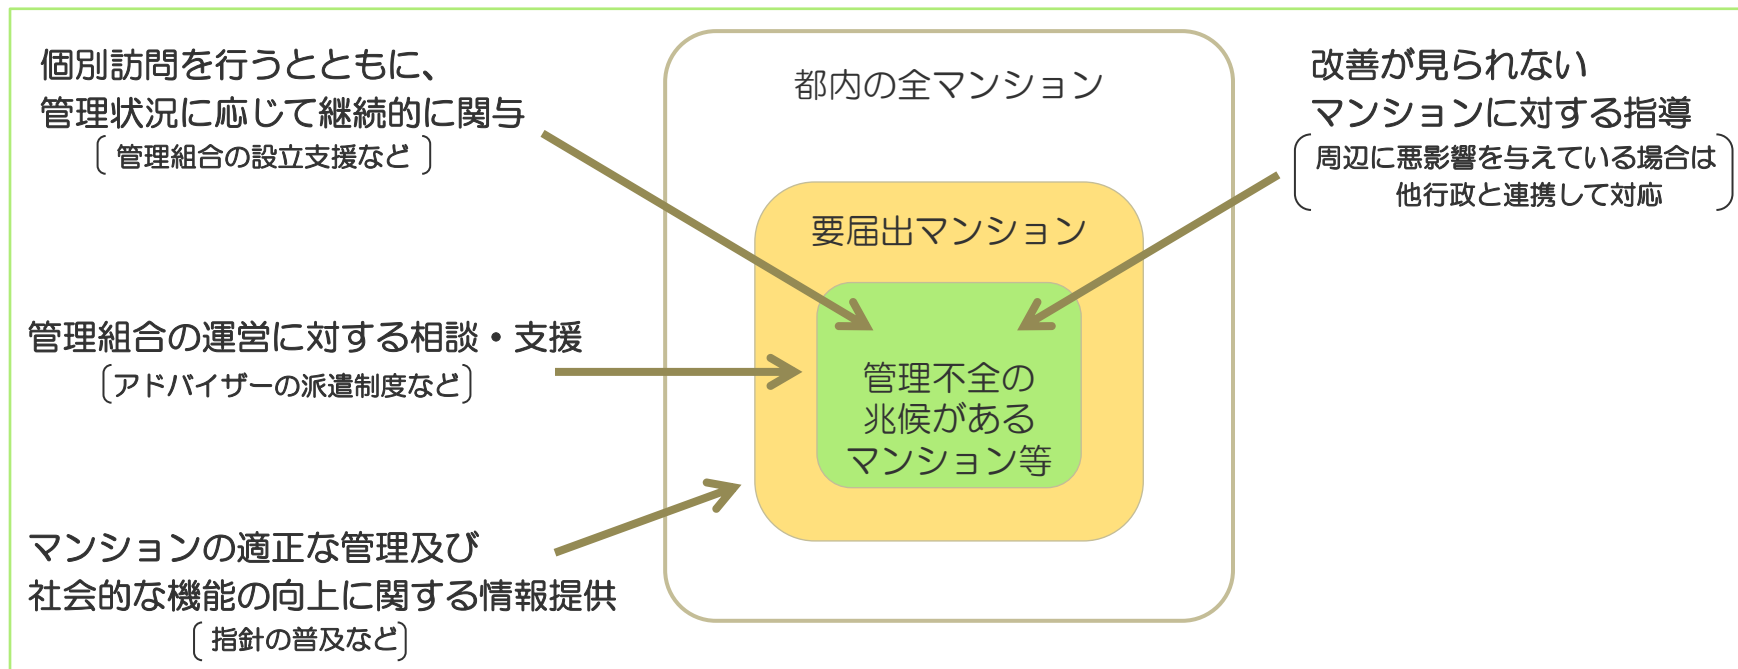 個別訪問を行うとともに、
管理状況に応じて継続的に関与
管理組合の設立支援など
管理組合の運営に対する相談・支援
アドバイザーの派遣制度など
マンションの適正な管理及び
社会的な機能の向上に関する情報提供
指針の普及など
都内の全マンション
要届出マンション
管理不全の
兆候がある
マンション等
改善が見られない
マンションに対する指導
周辺に悪影響を与えている場合は
他行政と連携して対応